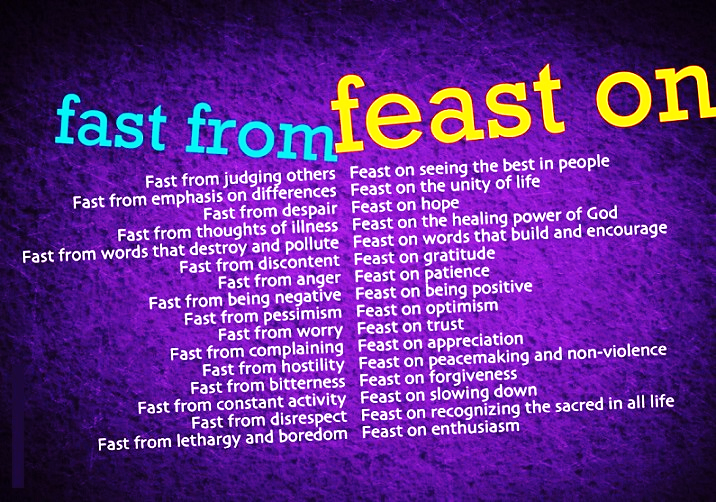 fast from feast on
Fast from judging others Feast on seeing the best in people
Fast from emphasis on differences Feast on the unity of life
Fast from despair Feast on hope
Fast from thoughts of illness Feast on the healing power of God
Fast from words that destroy and pollute Feast on words that build and encourage
Fast from discontent Feast on gratitude
Fast from anger Feast on patience
Fast from being negative Feast on being positive
Fast from pessimism Feast on optimism
Fast from worry Feast on trust
Fast from complaining Feast on appreciation
Fast from hostility Feast on peacemaking and non-violence
Fast from bitterness Feast on forgiveness
Fast from constant activity Feast on slowing down
Fast from disrespect Feast on recognizing the sacred in all life
Fast from lethargy and boredom Feast on enthusiasm